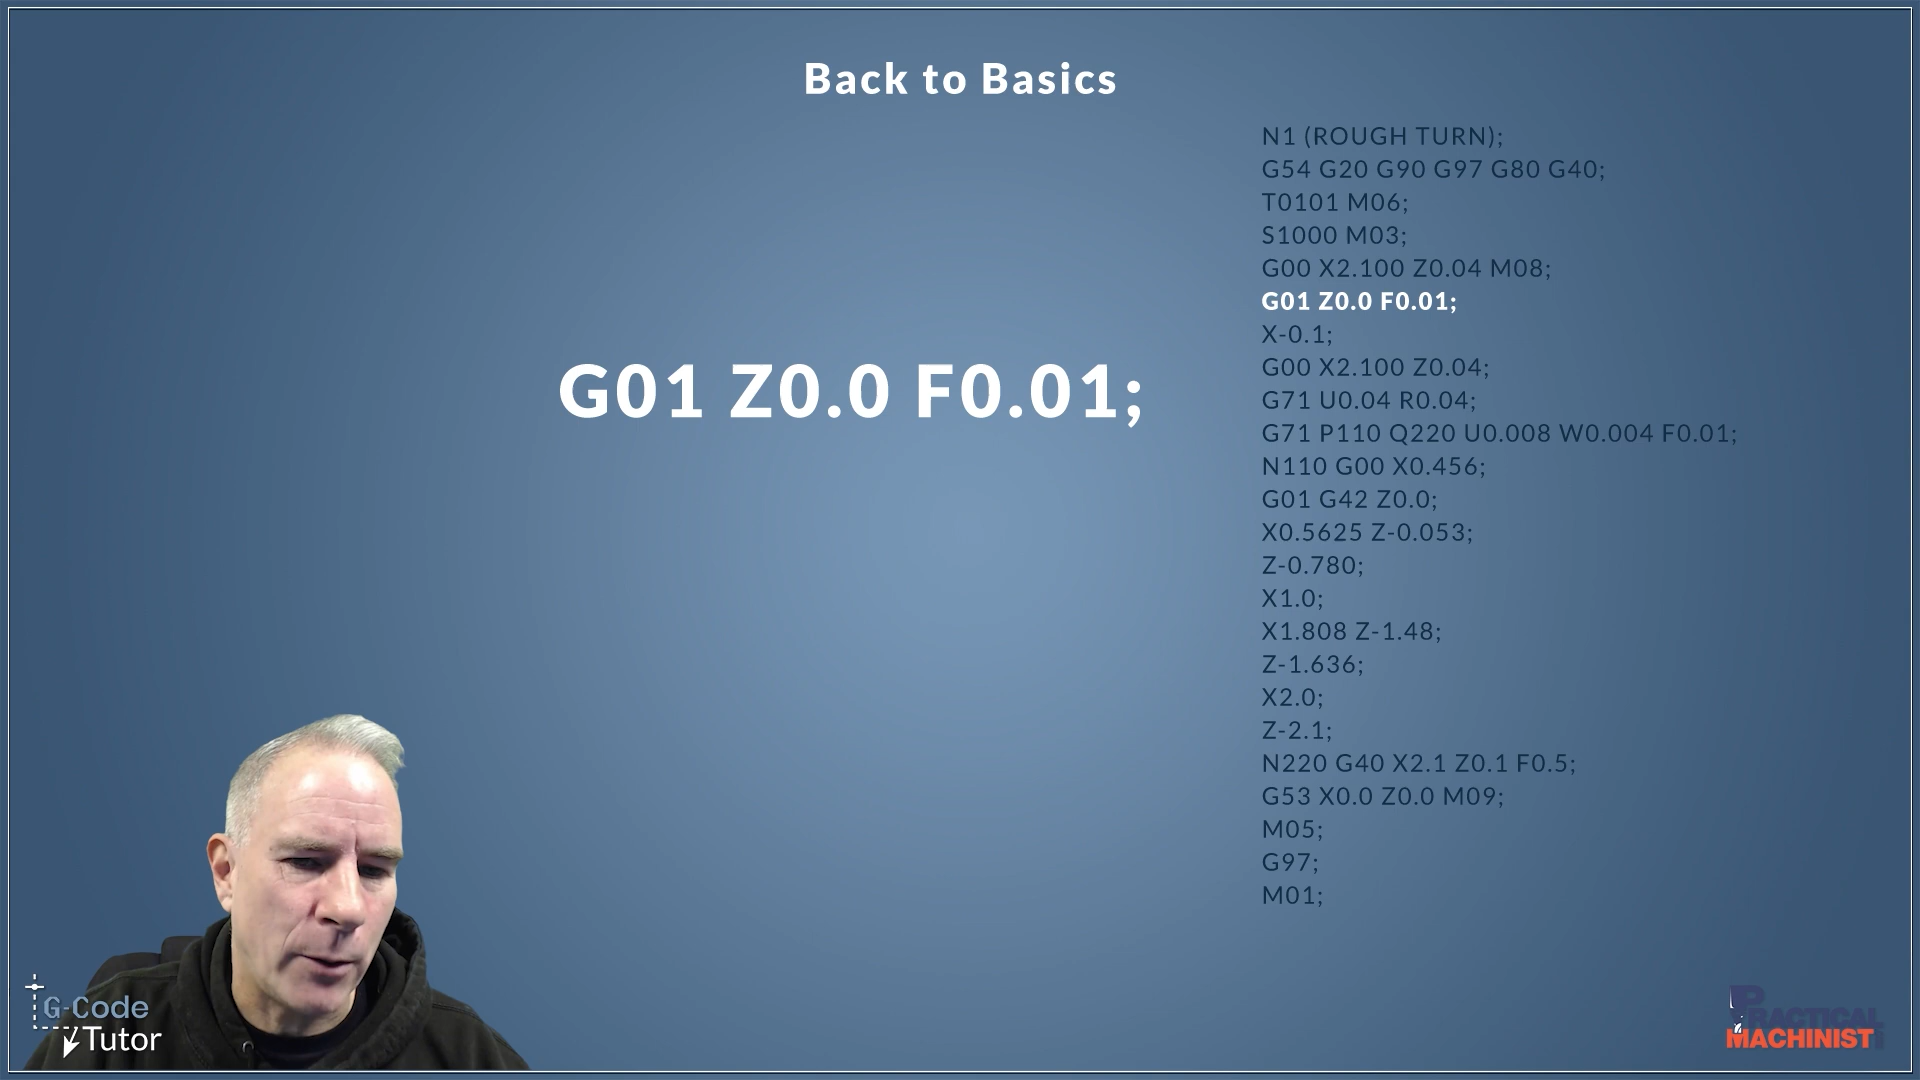 Back to Basics
G01 Z0.0 F0.01;
N1 (ROUGH TURN);
G54 G20 G90 G97 G80 G40;
T0101 M06;
S1000 M03;
G00 X2.100 Z0.04 M08;
G01 Z0.0 F0.01;
X-0.1;
G00 X2.100 Z0.04;
G71 U0.04 R0.04;
G71 P110 Q220 U0.008 W0.004 F0.01;
N110 G00 X0.456;
G01 G42 Z0.0;
X0.5625 Z-0.053;
Z-0.780;
X1.0;
X1.808 Z-1.48;
Z-1.636;
X2.0;
Z-2.1;
N220 G40 X2.1 Z0.1 F0.5;
G53 X0.0 Z0.0 M09;
M05;
G97;
M01;
G-Code
Tutor
PRACTICAL
MACHINIST